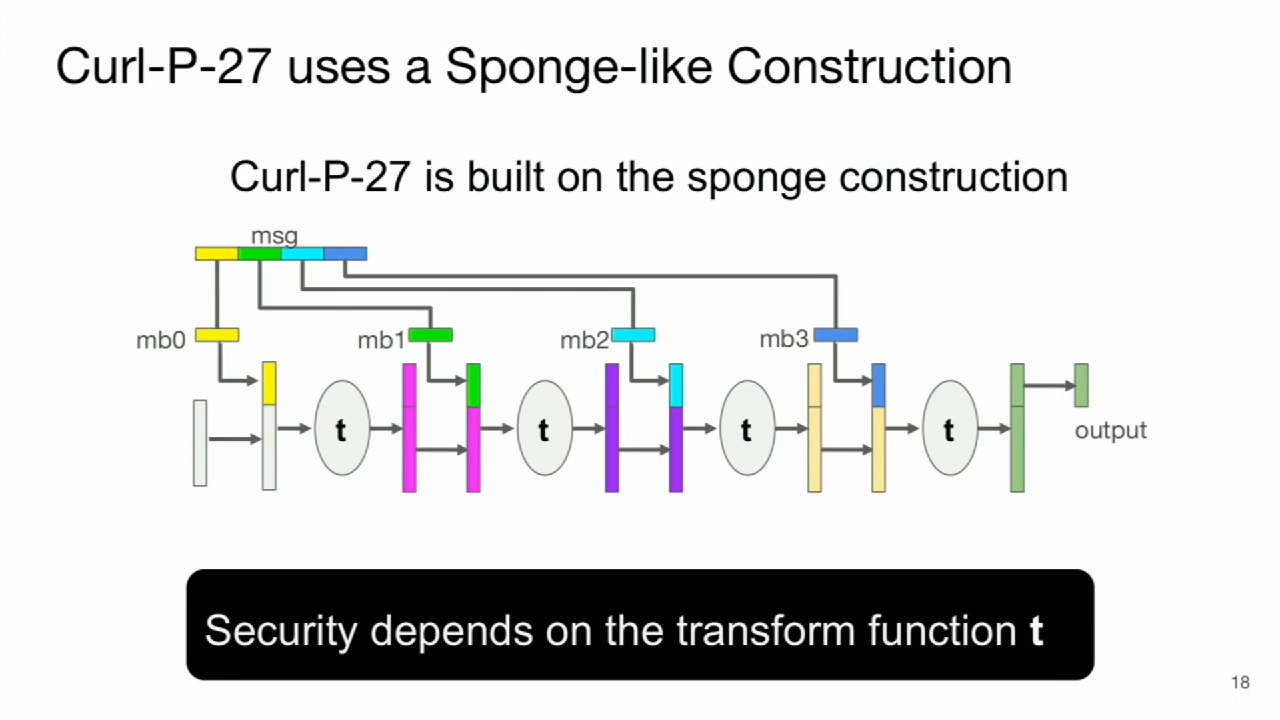 Curl-P-27 uses a Sponge-like Construction
Curl-P-27 is built on the sponge construction
msg
mb0
mb1
mb2
mb3
t
t
t
t
output
Security depends on the transform function t
18